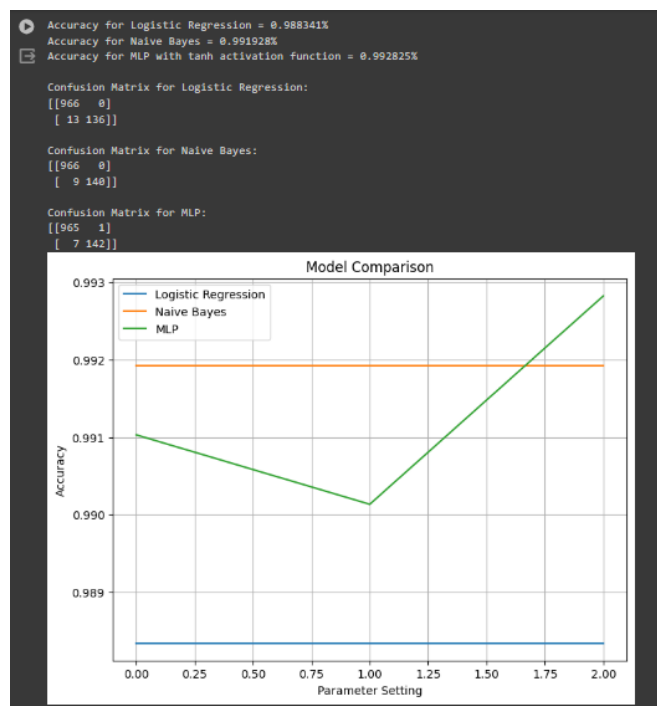 Accuracy for Logistic Regression = 0.988341%
Accuracy for Naive Bayes = 0.991928%
Accuracy for MLP with tanh activation function = 0.992825%
Confusion Matrix for Logistic Regression:
[[966   0]
 [ 13 136]]
Confusion Matrix for Naive Bayes:
[[966   0]
 [  9 140]]
Confusion Matrix for MLP:
[[965   1]
 [  7 142]]
Model Comparison
Logistic Regression
Naive Bayes
MLP
0.993
0.992
0.991
0.990
0.989
Accuracy
0.00 0.25 0.50 0.75 1.00 1.25 1.50 1.75 2.00
Parameter Setting